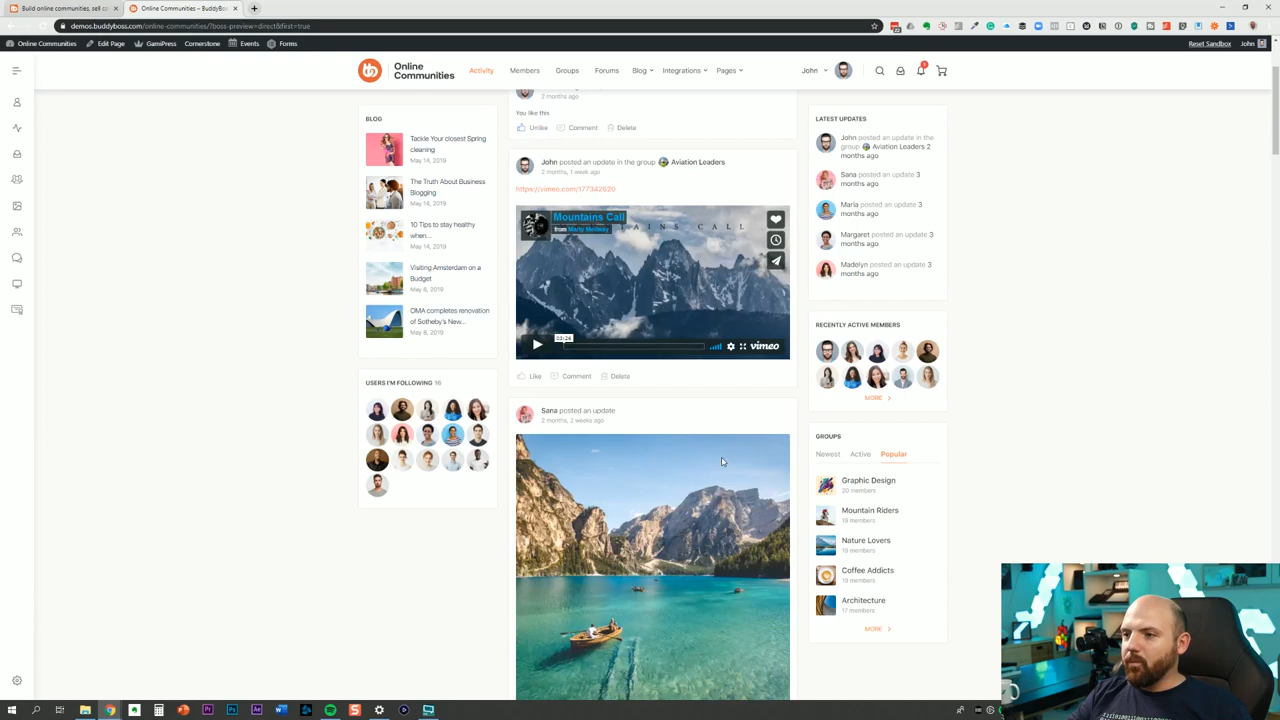 Build online communities, sell co
Online Communities – BuddyBos
demos.buddyboss.com/online-communities/?boss-preview=direct&first=true
Online Communities
Edit Page
GamiPress
Cornerstone
Events
Forms
Reset Sandbox
John
Online
Communities
Activity
Members
Groups
Forums
Blog
Integrations
Pages
John
BLOG
Tackle Your closest Spring
cleaning
May 14, 2019
The Truth About Business
Blogging
May 14, 2019
10 Tips to stay healthy
when...
May 14, 2019
Visiting Amsterdam on a
Budget
May 8, 2019
OMA completes renovation
of Sotheby's New...
May 8, 2019
USERS I'M FOLLOWING 16
2 months ago
You like this
Unlike
Comment
Delete
John posted an update in the group Aviation Leaders
2 months, 1 week ago
https://vimeo.com/177342620
Mountains Call
from Marty Mellway
AINS CALL
03:24
vimeo
Like
Comment
Delete
Sana posted an update
2 months, 2 weeks ago
LATEST UPDATES
John posted an update in the
group Aviation Leaders 2
months ago
Sana posted an update 3
months ago
Maria posted an update 3
months ago
Margaret posted an update 3
months ago
Madelyn posted an update 3
months ago
RECENTLY ACTIVE MEMBERS
MORE
GROUPS
Newest
Active
Popular
Graphic Design
20 members
Mountain Riders
19 members
Nature Lovers
19 members
Coffee Addicts
19 members
Architecture
17 members
MORE